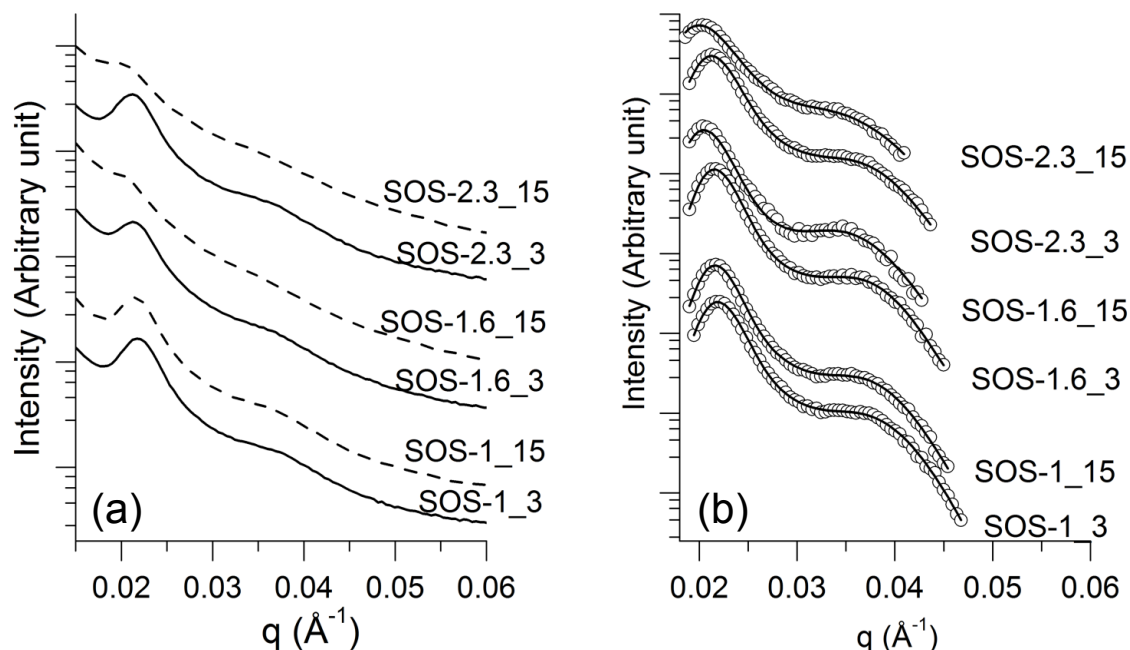 Intensity (Arbitrary unit)
SOS-2.3_15
SOS-2.3_3
SOS-1.6_15
SOS-1.6_3
SOS-1_15
SOS-1_3
(a)
0.02 0.03 0.04 0.05 0.06
q (Å-1)
Intensity (Arbitrary unit)
SOS-2.3_15
SOS-2.3_3
SOS-1.6_15
SOS-1.6_3
SOS-1_15
SOS-1_3
(b)
0.02 0.03 0.04 0.05 0.06
q (Å-1)